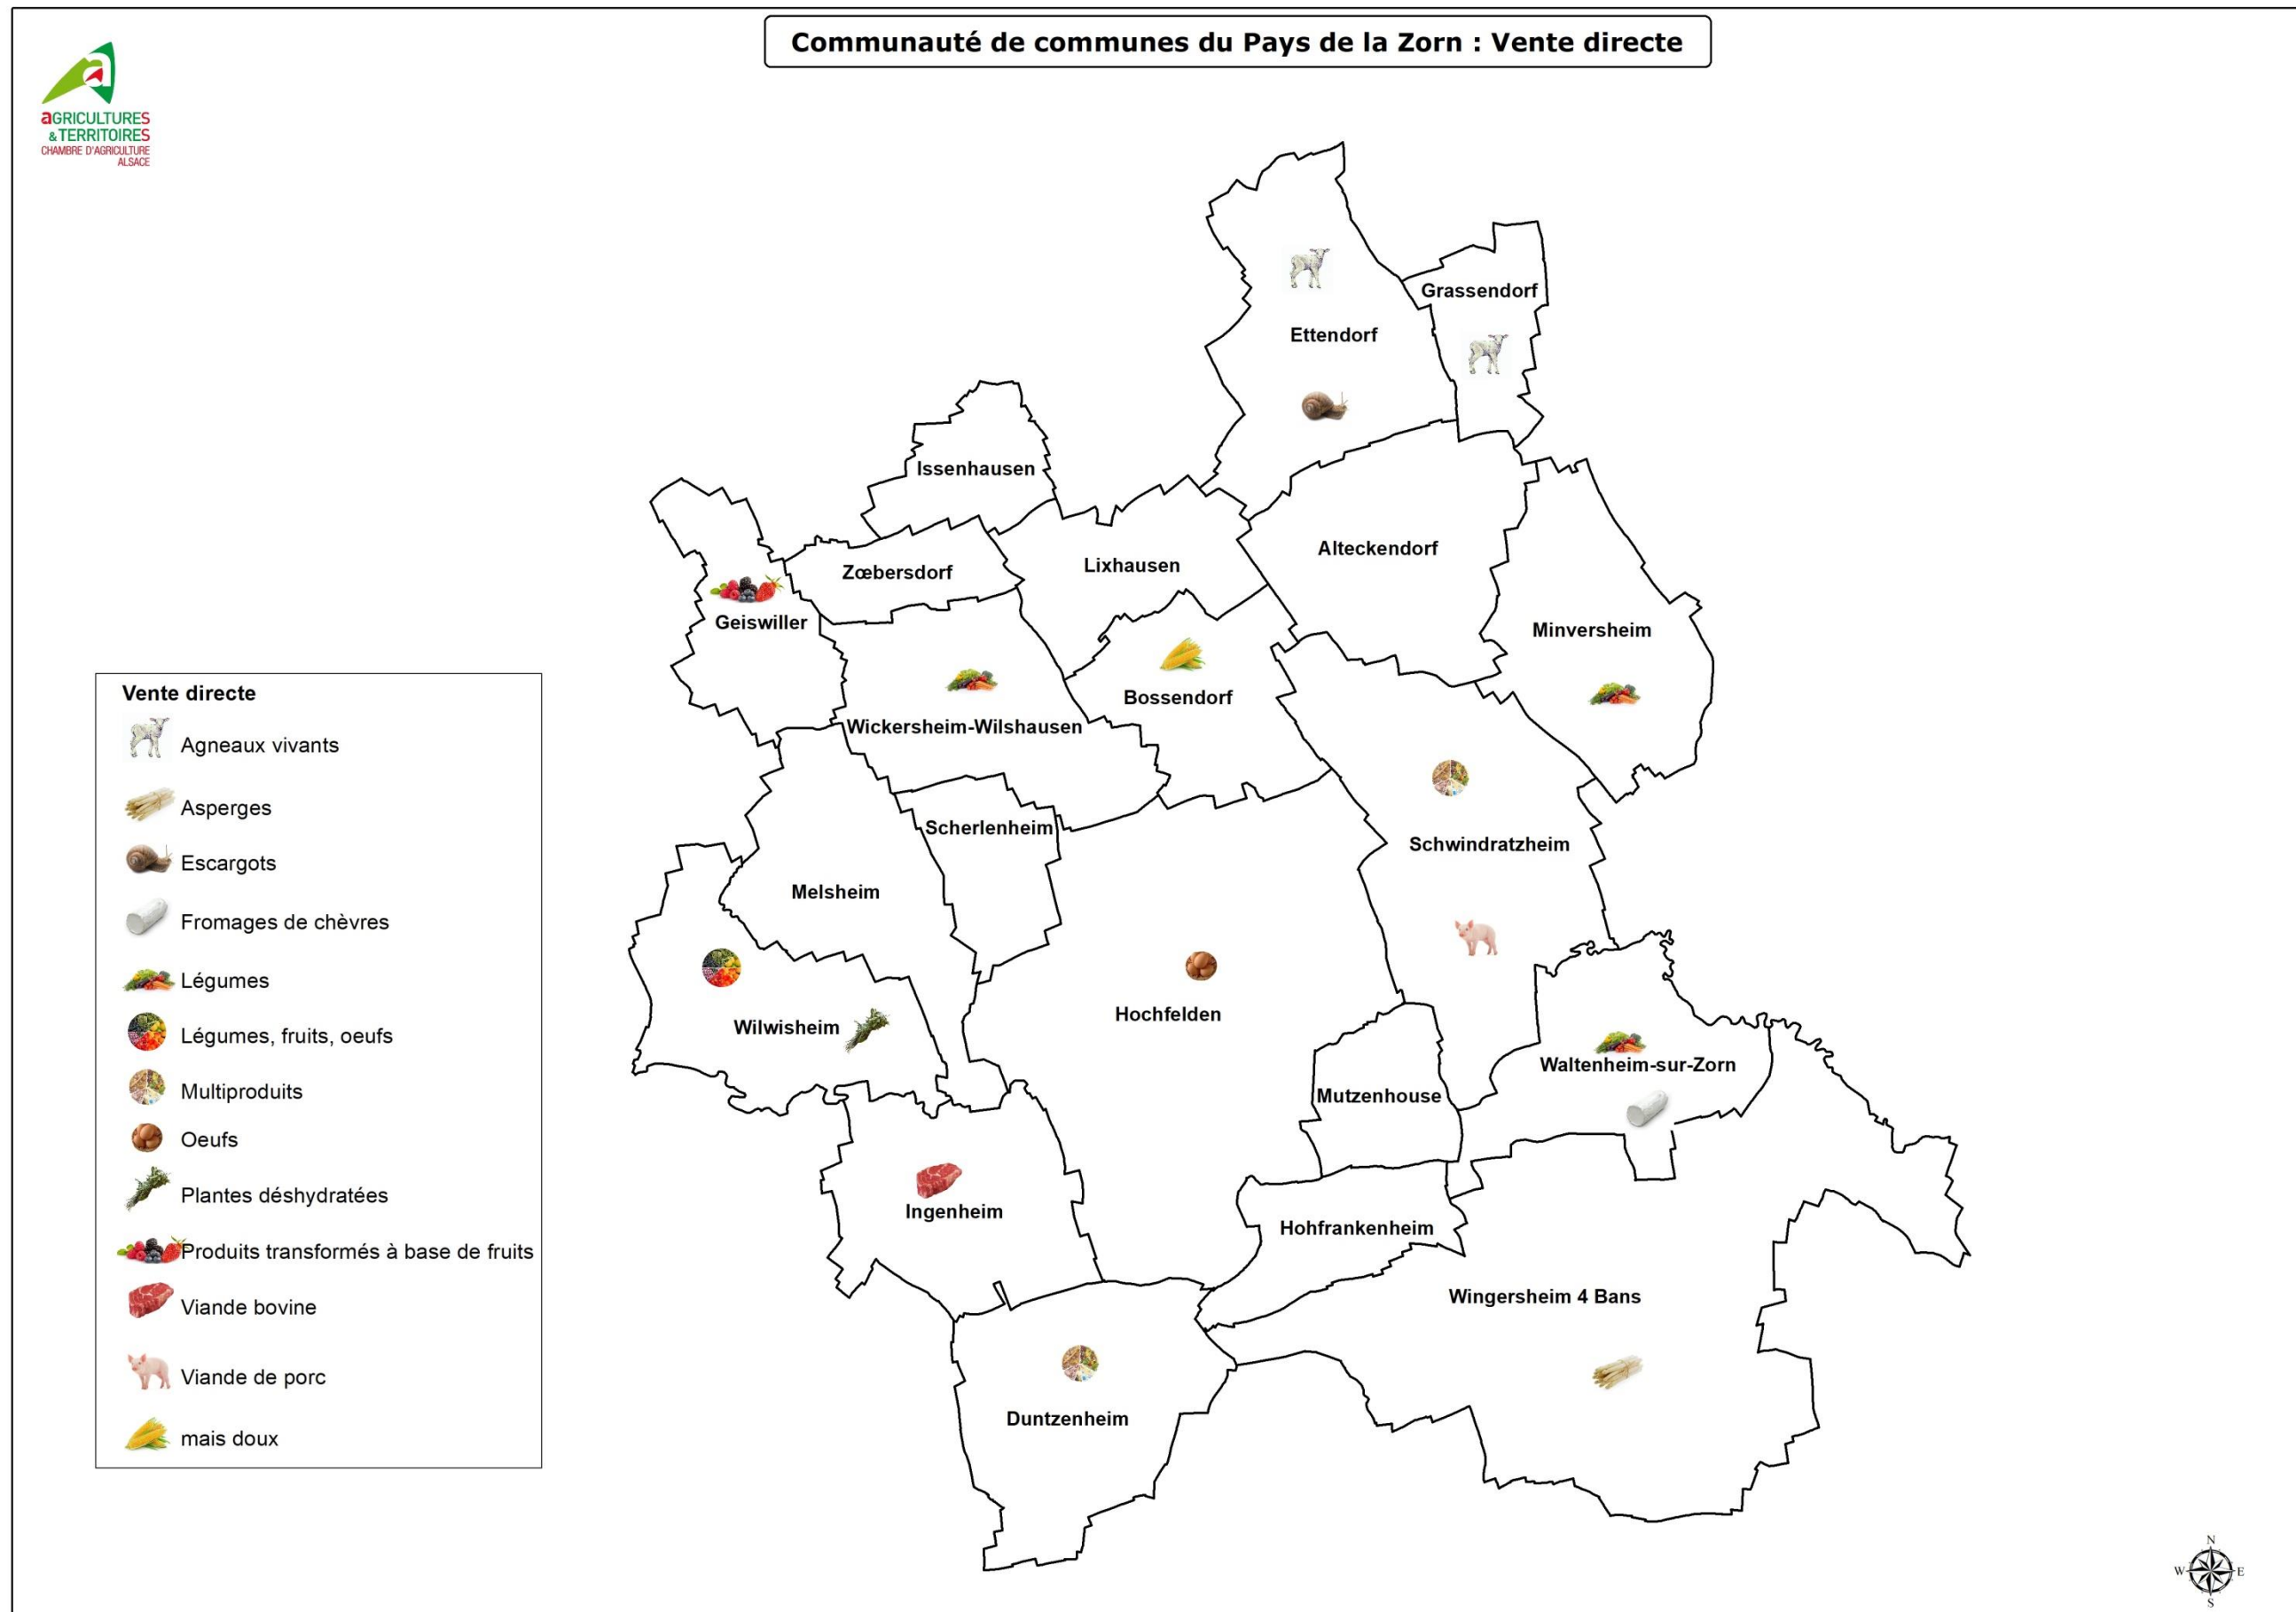 Communauté de communes du Pays de la Zorn : Vente directe
aGRICULTURES
& TERRITOIRES
CHAMBRE D'AGRICULTURE
ALSACE
Grassendorf
Ettendorf
Issenhausen
Alteckendorf
Lixhausen
Zœbersdorf
Geiswiller
Minversheim
Bossendorf
Wickersheim-Wilshausen
Scherlenheim
Schwindratzheim
Melsheim
Hochfelden
Wilwisheim
Waltenheim-sur-Zorn
Mutzenhouse
Ingenheim
Hohfrankenheim
Wingersheim 4 Bans
Duntzenheim
Vente directe
Agneaux vivants
Asperges
Escargots
Fromages de chèvres
Légumes
Légumes, fruits, oeufs
Multiproduits
Oeufs
Plantes déshydratées
Produits transformés à base de fruits
Viande bovine
Viande de porc
mais doux
N
W E
S